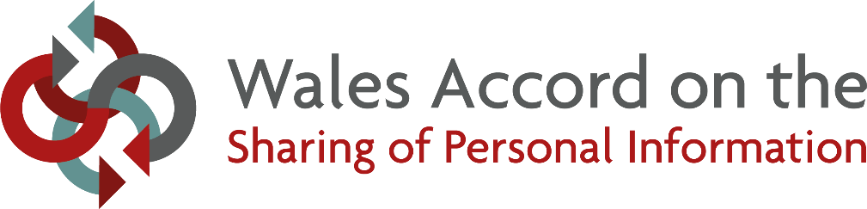 Wales Accord on the
Sharing of Personal Information